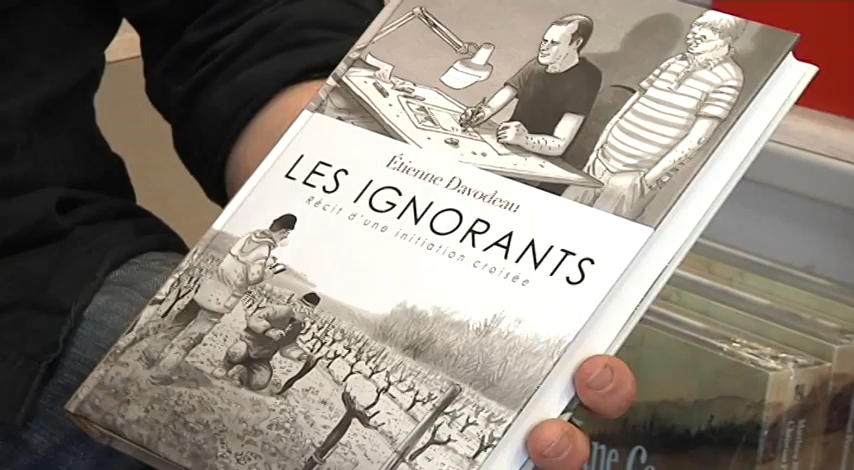 Étienne Davodeau
LES IGNORANTS
Récit d'une initiation croisée